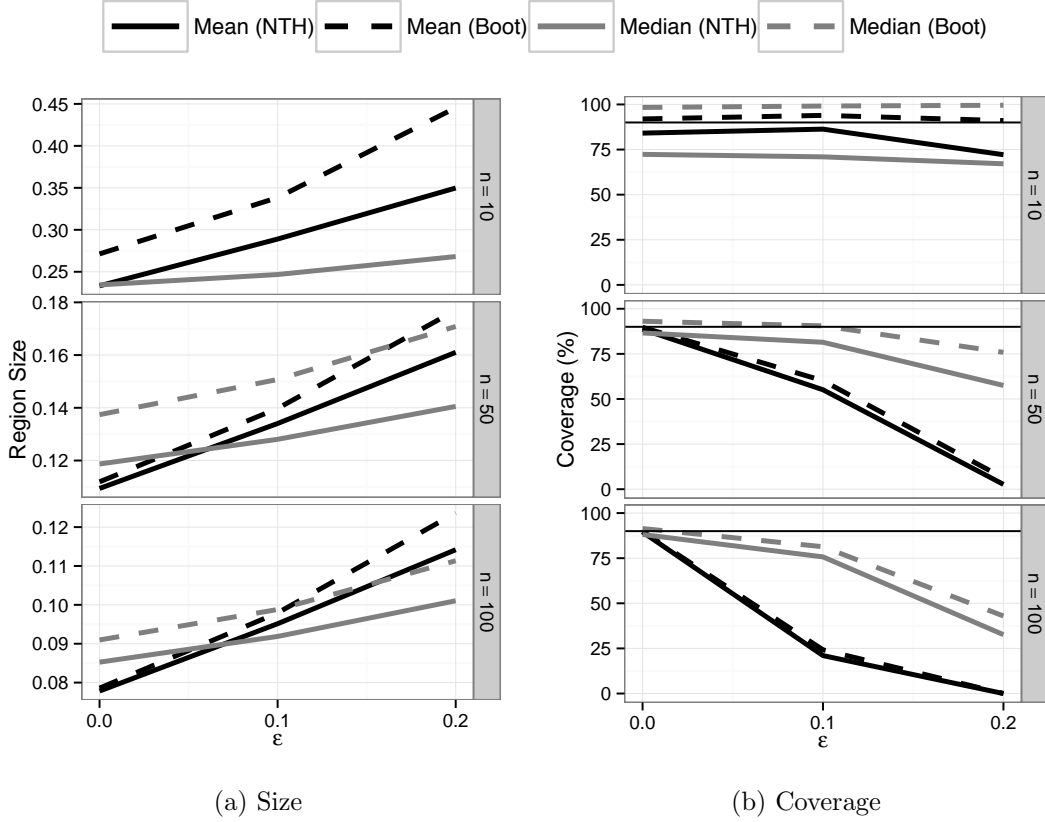 Mean (NTH) Mean (Boot) Median (NTH) Median (Boot)
Region Size
0.45
0.40
0.35
0.30
0.25
n = 10
0.18
0.16
0.14
0.12
n = 50
0.12
0.11
0.10
0.09
0.08
n = 100
0.0 0.1 0.2
ε
(a) Size
Coverage (%)
100
75
50
25
0
n = 10
100
75
50
25
0
n = 50
100
75
50
25
0
n = 100
0.0 0.1 0.2
ε
(b) Coverage